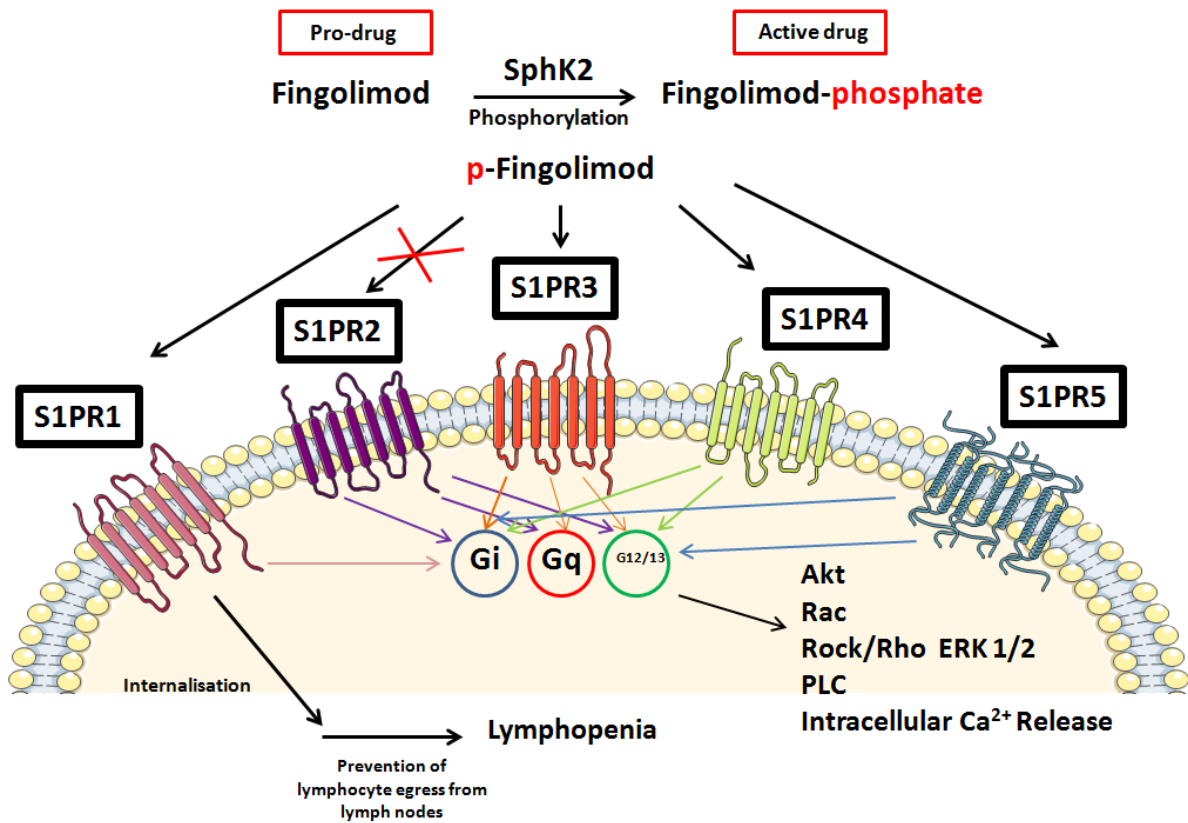 Pro-drug
Active drug
Fingolimod
SphK2
Phosphorylation
Fingolimod-phosphate
p-Fingolimod
S1PR1
S1PR2
S1PR3
S1PR4
S1PR5
Gi
Gq
G12/13
Akt
Rac
Rock/Rho ERK 1/2
PLC
Intracellular Ca²⁺ Release
Internalisation
Lymphopenia
Prevention of
lymphocyte egress from
lymph nodes